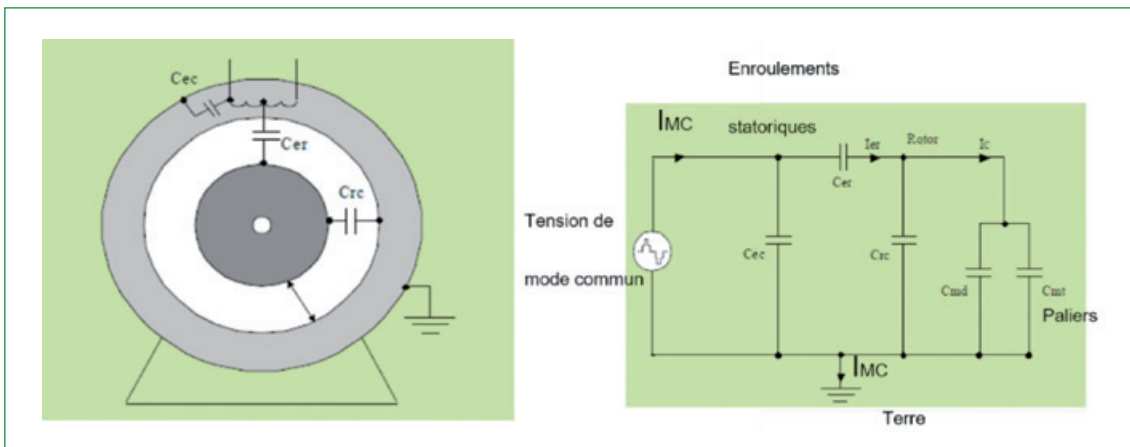 Cec
Cer
Crc
Enroulements
IMC
statoriques
Ier
Rotor
Ic
Cer
Tension de
mode commun
Cec
Crc
Cmd
Cmt
Paliers
IMC
Terre